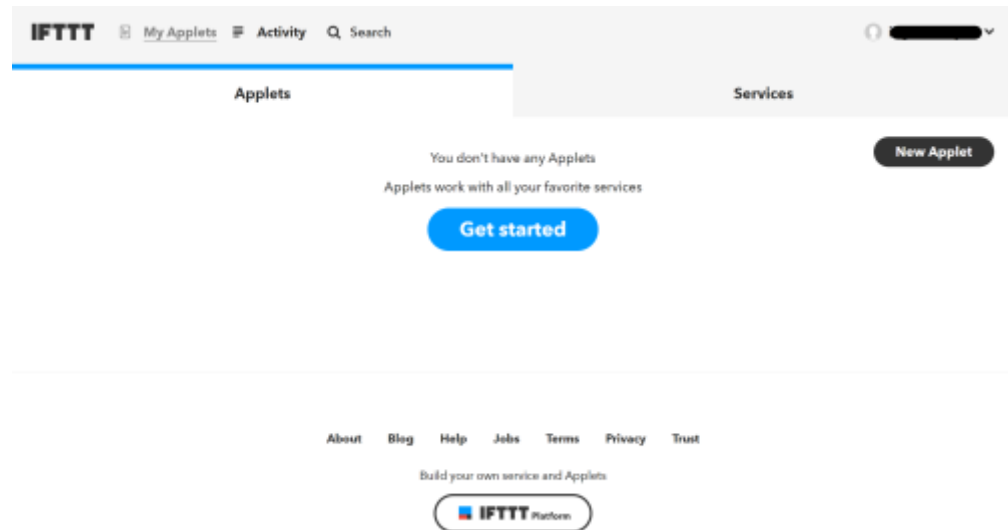 IFTTT My Applets Activity Search
Applets Services
You don't have any Applets
New Applet
Applets work with all your favorite services
Get started
About Blog Help Jobs Terms Privacy Trust
Build your own service and Applets
IFTTT Platform